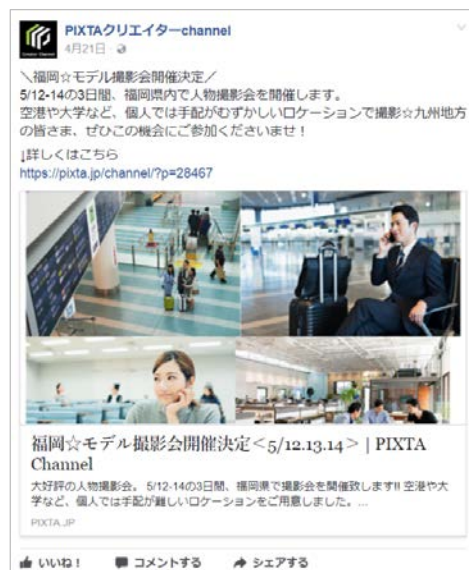 PIXTAクリエイターchannel
4月21日
＼福岡☆モデル撮影会開催決定／
5/12-14の3日間、福岡県内で人物撮影会を開催します。
空港や大学など、個人では手配がむずかしいロケーションで撮影☆九州地方
の皆さま、ぜひこの機会にご参加くださいませ！
↓詳しくはこちら
https://pixta.jp/channel/?p=28467
福岡☆モデル撮影会開催決定＜5/12.13.14＞ | PIXTA
Channel
大好評の人物撮影会。 5/12-14の3日間、福岡県で撮影会を開催致します!! 空港や大
学など、個人では手配が難しいロケーションをご用意しました。...
PIXTA.JP
いいね！ コメントする シェアする